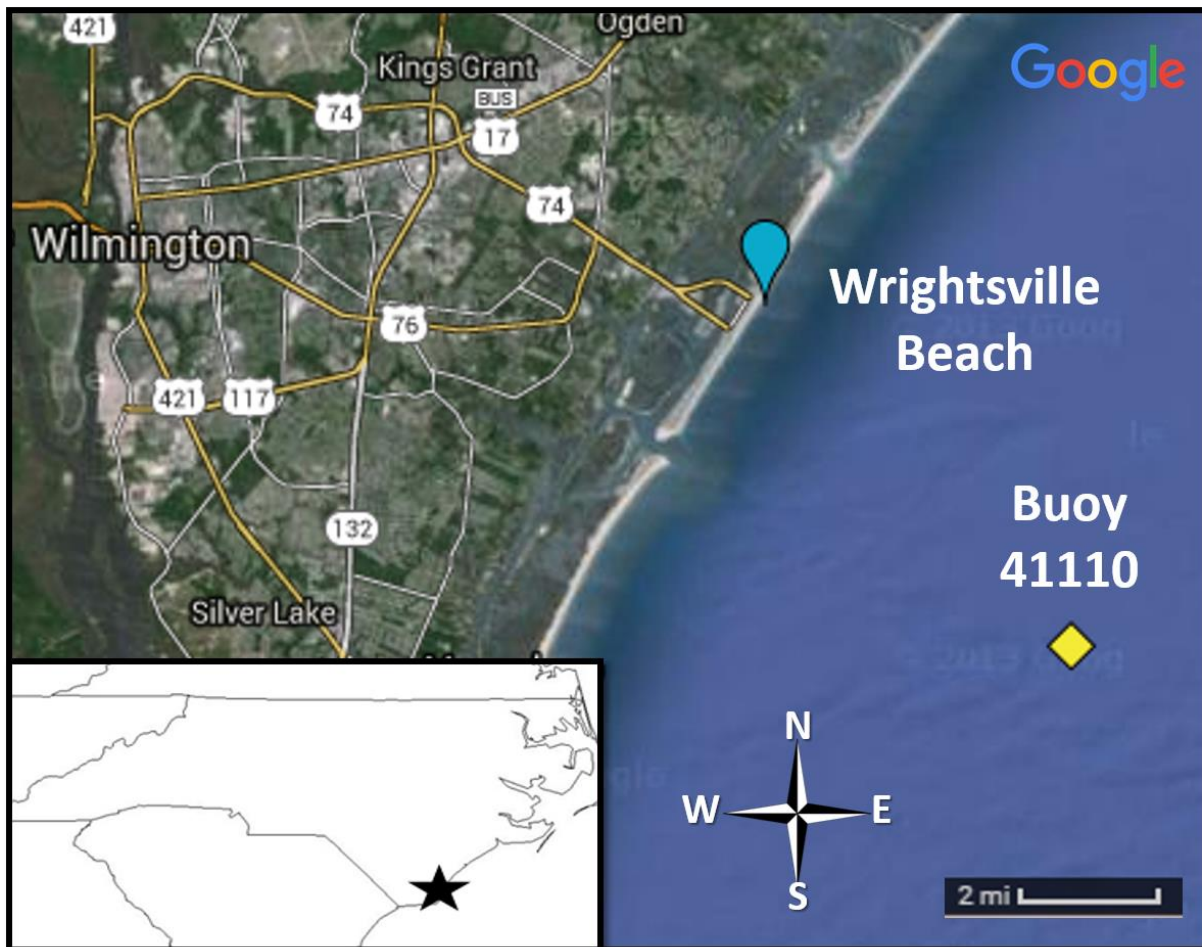 421
Ogden
Google
Kings Grant
74
BUS
17
74
Wilmington
Wrightsville
Beach
76
421
117
Buoy
41110
132
Silver Lake
N
W
E
S
2 mi